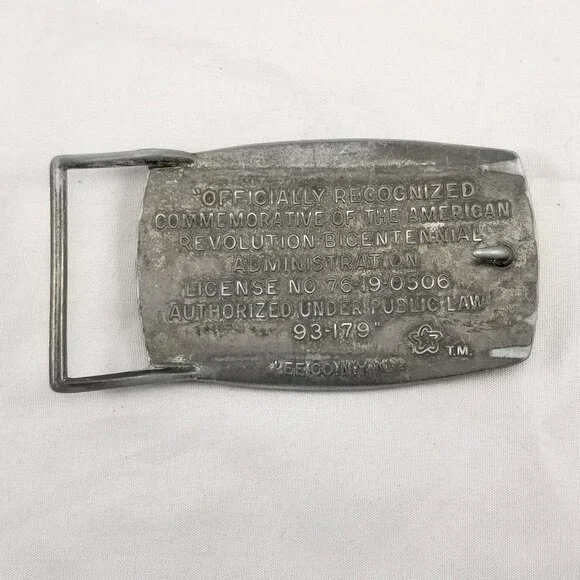 "OFFICIALLY RECOGNIZED
COMMEMORATIVE OF THE AMERICAN
REVOLUTION BICENTENNIAL
ADMINISTRATION
LICENSE NO 76-19-0506
AUTHORIZED UNDER PUBLIC LAW
93-179"
T.M.
LEE CO. N.Y.